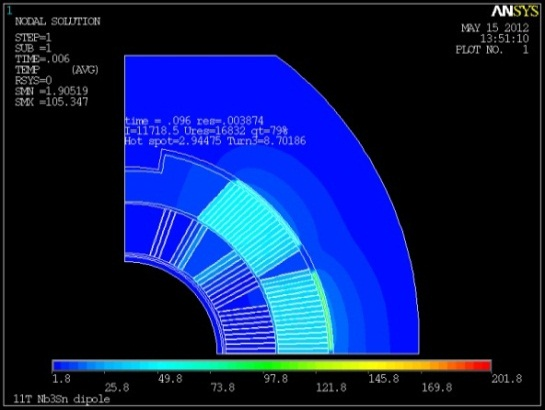 1
ANSYS
NODAL SOLUTION
MAY 15 2012
13:51:10
PLOT NO. 1
STEP=1
SUB =1
TIME=.006
TEMP (AVG)
RSYS=0
SMN =1.90519
SMX =105.347
time = .096 res=.003874
I=11718.5 Ures=16832 qt=79%
Hot spot=2.94475 Turn3=8.70186
1.8 25.8 49.8 73.8 97.8 121.8 145.8 169.8 201.8
11T Nb3Sn dipole